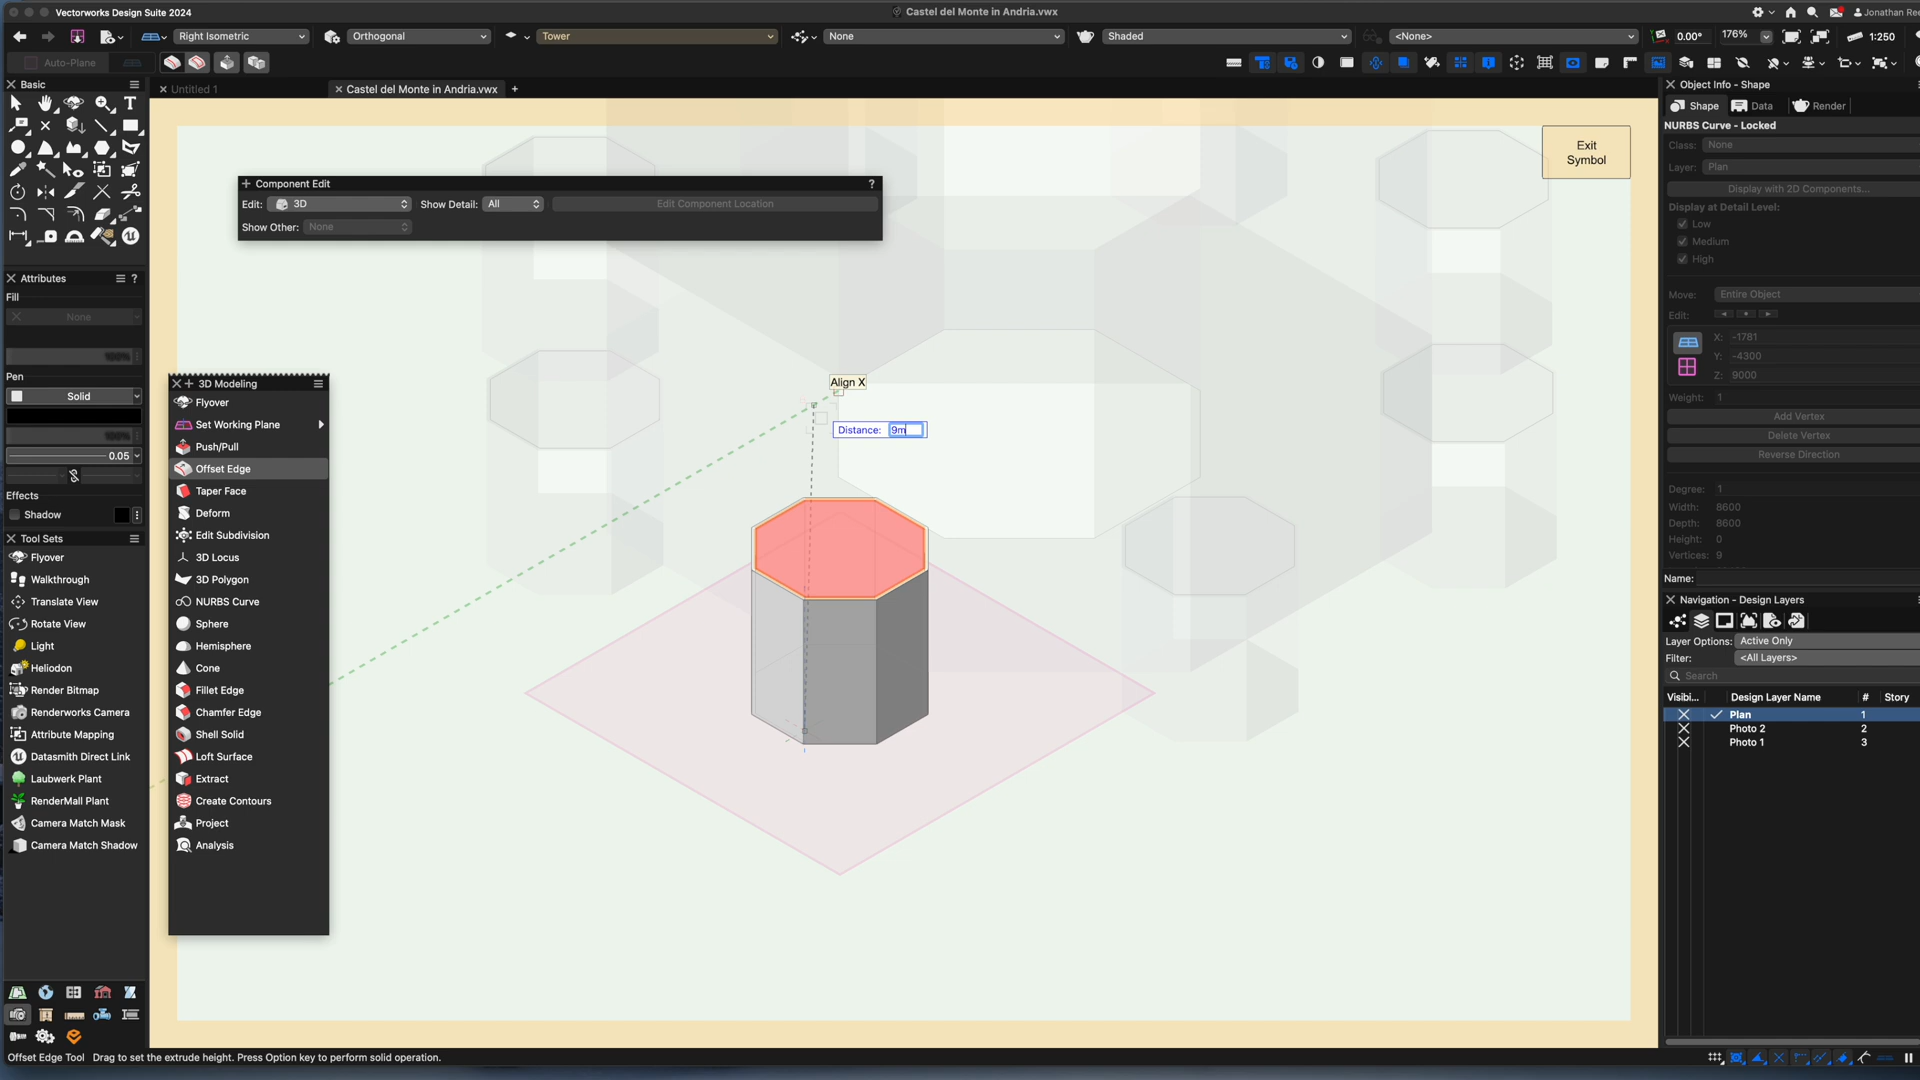 Vectorworks Design Suite 2024
Castel del Monte in Andria.vwx
Right Isometric
Orthogonal
Tower
None
Shaded
<None>
0.00°
176%
1:250
Auto-Plane
Basic
Untitled 1
Castel del Monte in Andria.vwx
Object Info - Shape
Shape
Data
Render
NURBS Curve - Locked
Class:
None
Layer:
Plan
Display with 2D Components...
Display at Detail Level:
Low
Medium
High
Move:
Entire Object
Edit:
X:
-1781
Y:
-4300
Z:
9000
Weight:
1
Add Vertex
Delete Vertex
Reverse Direction
Degree:
1
Width:
8600
Depth:
8600
Height:
0
Vertices:
9
Name:
Navigation - Design Layers
Layer Options:
Active Only
Filter:
<All Layers>
Search
Visibi...
Design Layer Name
#
Story
Plan
1
Photo 2
2
Photo 1
3
Exit
Symbol
Component Edit
?
Edit:
3D
Show Detail:
All
Edit Component Location
Show Other:
None
Align X
Distance:
9m
Attributes
?
Fill
None
100%
Pen
Solid
100%
0.05
Effects
Shadow
Tool Sets
Flyover
Walkthrough
Translate View
Rotate View
Light
Heliodon
Render Bitmap
Renderworks Camera
Attribute Mapping
Datasmith Direct Link
Laubwerk Plant
RenderMall Plant
Camera Match Mask
Camera Match Shadow
3D Modeling
Flyover
Set Working Plane
Push/Pull
Offset Edge
Taper Face
Deform
Edit Subdivision
3D Locus
3D Polygon
NURBS Curve
Sphere
Hemisphere
Cone
Fillet Edge
Chamfer Edge
Shell Solid
Loft Surface
Extract
Create Contours
Project
Analysis
Offset Edge Tool Drag to set the extrude height. Press Option key to perform solid operation.